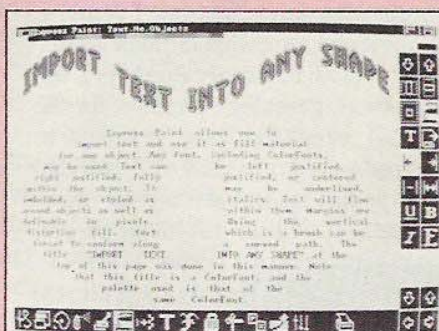 Express Paint: Text.Me.Objects
IMPORT TEXT INTO ANY SHAPE
Express Paint allows you to
import text and use it as fill material
for any object. Any font, including Colorfonts,
may be used. Text can be left justified,
right justified, fully justified, or centered
within the object. It may be underlined,
embolded, or styled as italics. Text will flow
around objects as well as within them. Margins are
definable in pixels. Using the vertical
distortion fills, text which is a brush can be
forced to conform along a curved path. The
title "IMPORT TEXT INTO ANY SHAPE" at the
top of this page was done in this manner. Note
that this title is a Colorfont, and the
palette used is that of the
same Colorfont
T
U B
I F
T